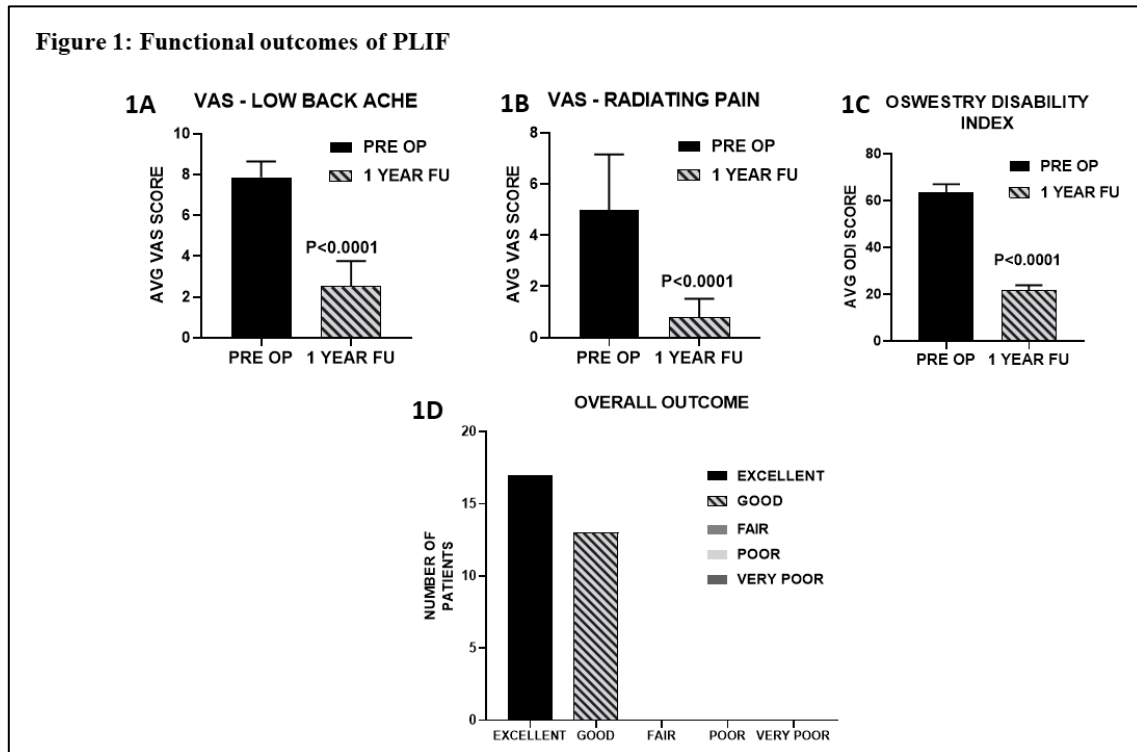 Figure 1: Functional outcomes of PLIF
1A
VAS - LOW BACK ACHE
10
8
6
4
2
0
AVG VAS SCORE
PRE OP
1 YEAR FU
P<0.0001
PRE OP
1 YEAR FU
1B
VAS - RADIATING PAIN
8
6
4
2
0
AVG VAS SCORE
PRE OP
1 YEAR FU
P<0.0001
PRE OP
1 YEAR FU
1C
OSWESTRY DISABILITY
INDEX
80
60
40
20
0
AVG ODI SCORE
PRE OP
1 YEAR FU
P<0.0001
PRE OP
1 YEAR FU
1D
OVERALL OUTCOME
20
15
10
5
0
NUMBER OF
PATIENTS
EXCELLENT
GOOD
FAIR
POOR
VERY POOR
EXCELLENT
GOOD
FAIR
POOR
VERY POOR